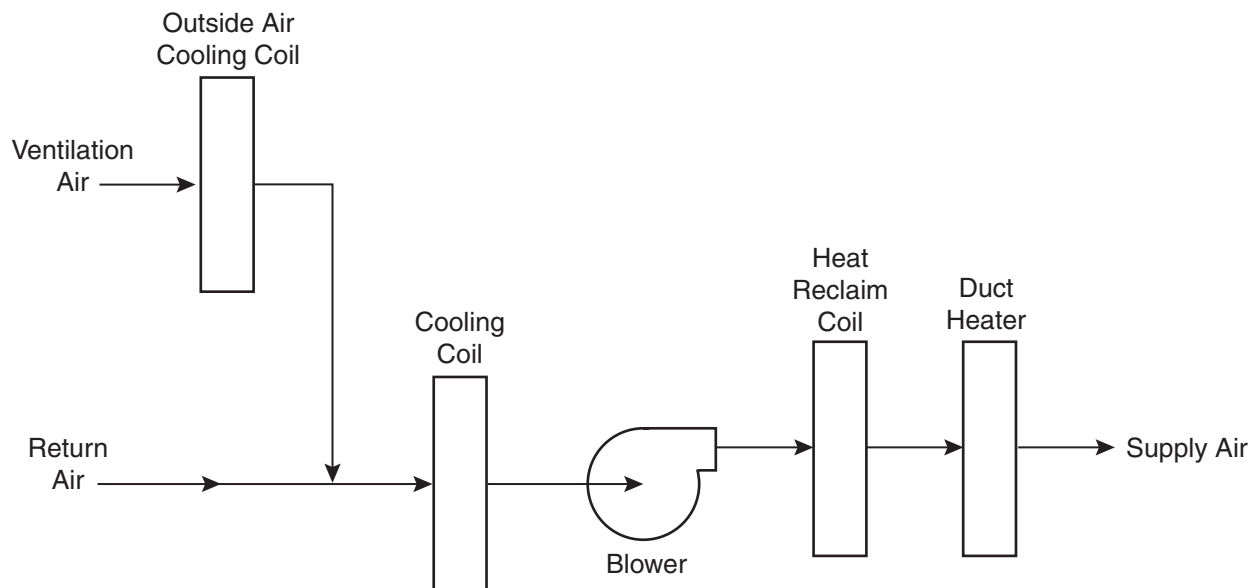 Outside Air
Cooling Coil
Ventilation
Air
Heat
Reclaim
Coil
Duct
Heater
Cooling
Coil
Return
Air
Supply Air
Blower